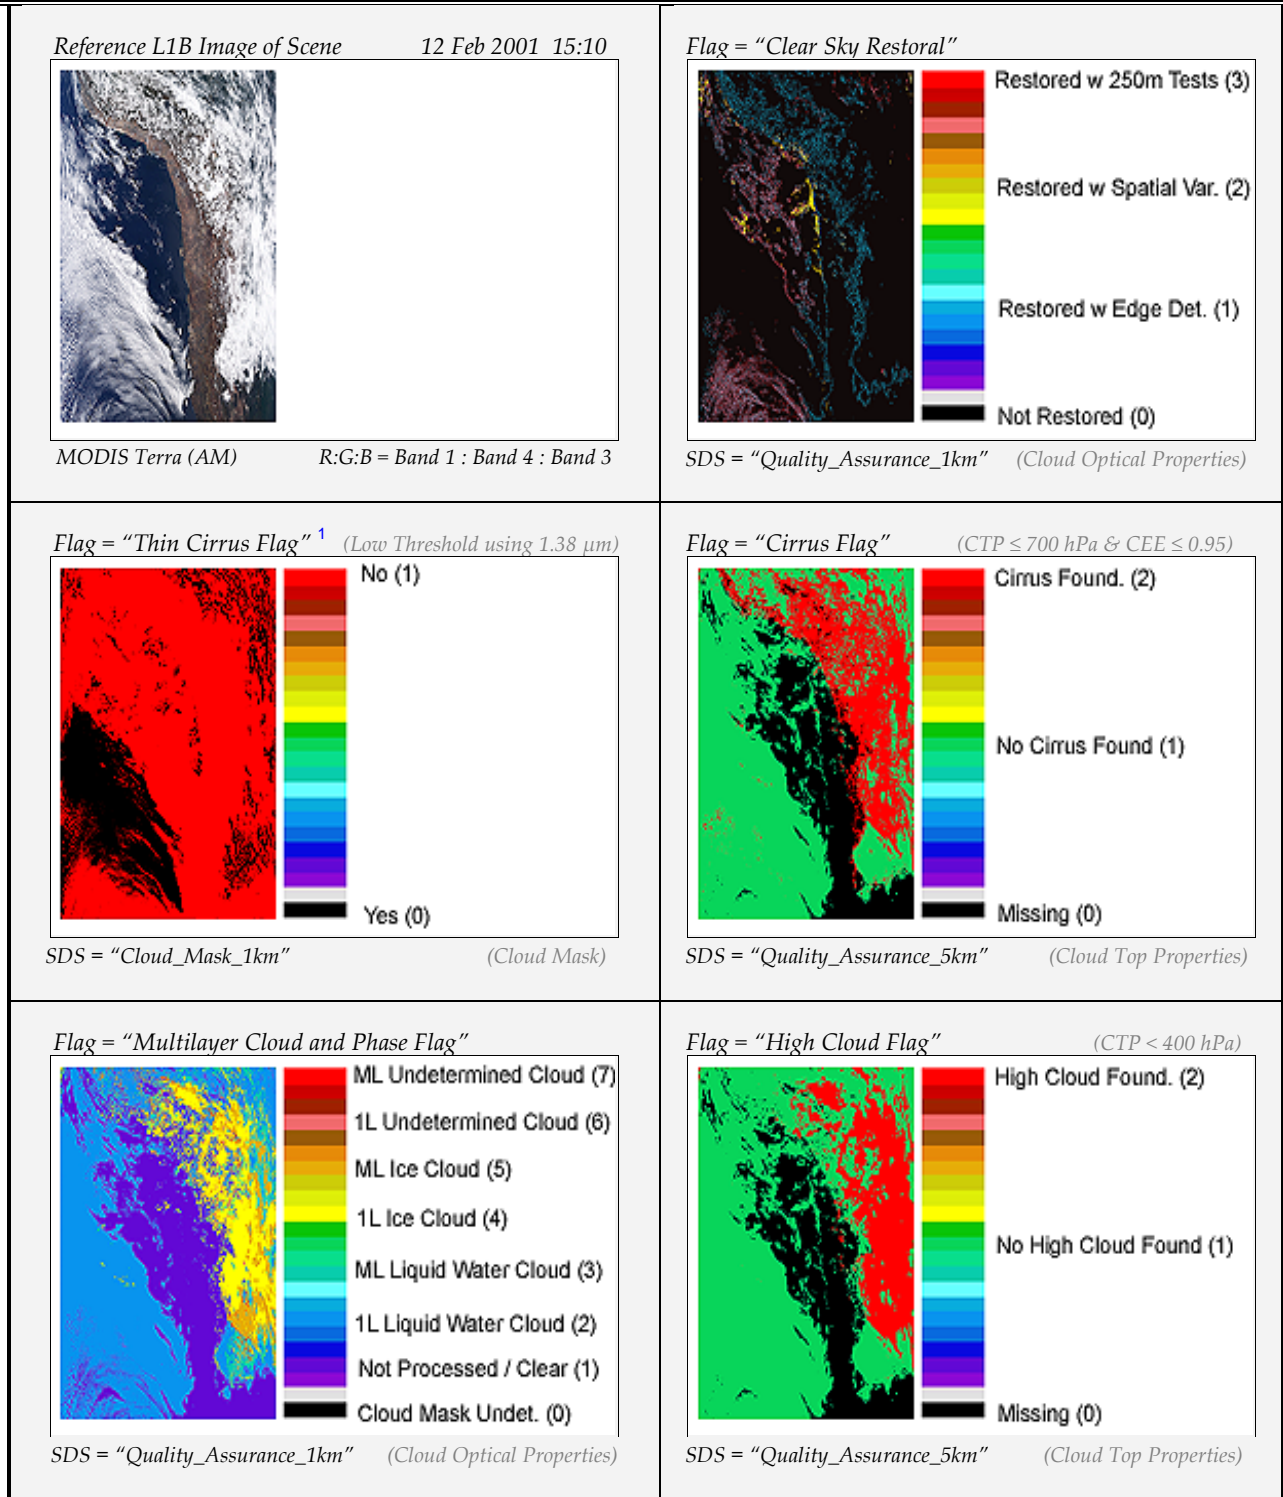 Reference L1B Image of Scene 12 Feb 2001 15:10
MODIS Terra (AM) R:G:B = Band 1 : Band 4 : Band 3
Flag = “Clear Sky Restoral”
Restored w 250m Tests (3)
Restored w Spatial Var. (2)
Restored w Edge Det. (1)
Not Restored (0)
SDS = “Quality_Assurance_1km” (Cloud Optical Properties)
Flag = “Thin Cirrus Flag” 1 (Low Threshold using 1.38 µm)
No (1)
Yes (0)
SDS = “Cloud_Mask_1km” (Cloud Mask)
Flag = “Cirrus Flag” (CTP ≤ 700 hPa & CEE ≤ 0.95)
Cirrus Found. (2)
No Cirrus Found (1)
Missing (0)
SDS = “Quality_Assurance_5km” (Cloud Top Properties)
Flag = “Multilayer Cloud and Phase Flag”
ML Undetermined Cloud (7)
1L Undetermined Cloud (6)
ML Ice Cloud (5)
1L Ice Cloud (4)
ML Liquid Water Cloud (3)
1L Liquid Water Cloud (2)
Not Processed / Clear (1)
Cloud Mask Undet. (0)
SDS = “Quality_Assurance_1km” (Cloud Optical Properties)
Flag = “High Cloud Flag” (CTP < 400 hPa)
High Cloud Found. (2)
No High Cloud Found (1)
Missing (0)
SDS = “Quality_Assurance_5km” (Cloud Top Properties)